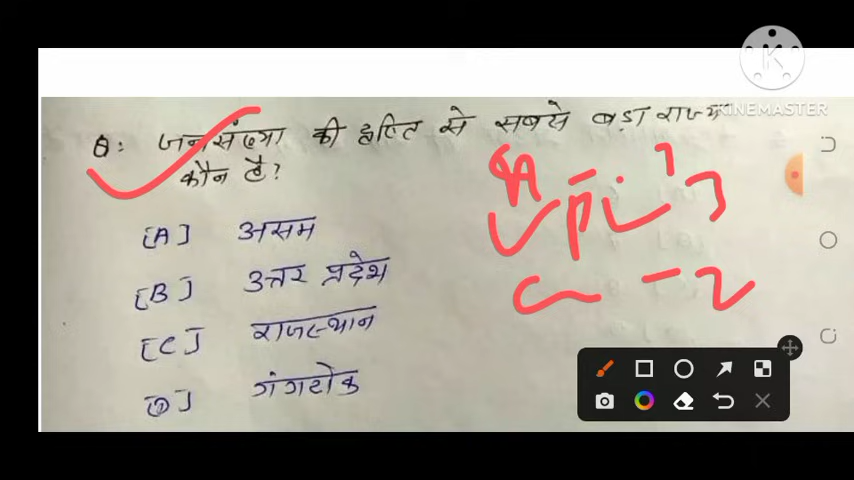 KINEMASTER
Q: जनसंख्या की दृष्टि से सबसे बड़ा राज्य
कौन है?
[A] असम
[B] उत्तर प्रदेश
[C] राजस्थान
[D] गंगटोक